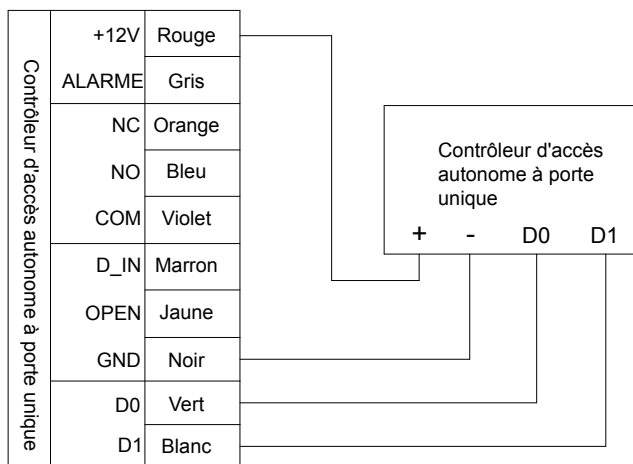 Contrôleur d'accès autonome à porte unique
+12V Rouge
ALARME Gris
NC Orange
NO Bleu
COM Violet
D_IN Marron
OPEN Jaune
GND Noir
D0 Vert
D1 Blanc
Contrôleur d'accès
autonome à porte
unique
+ - D0 D1